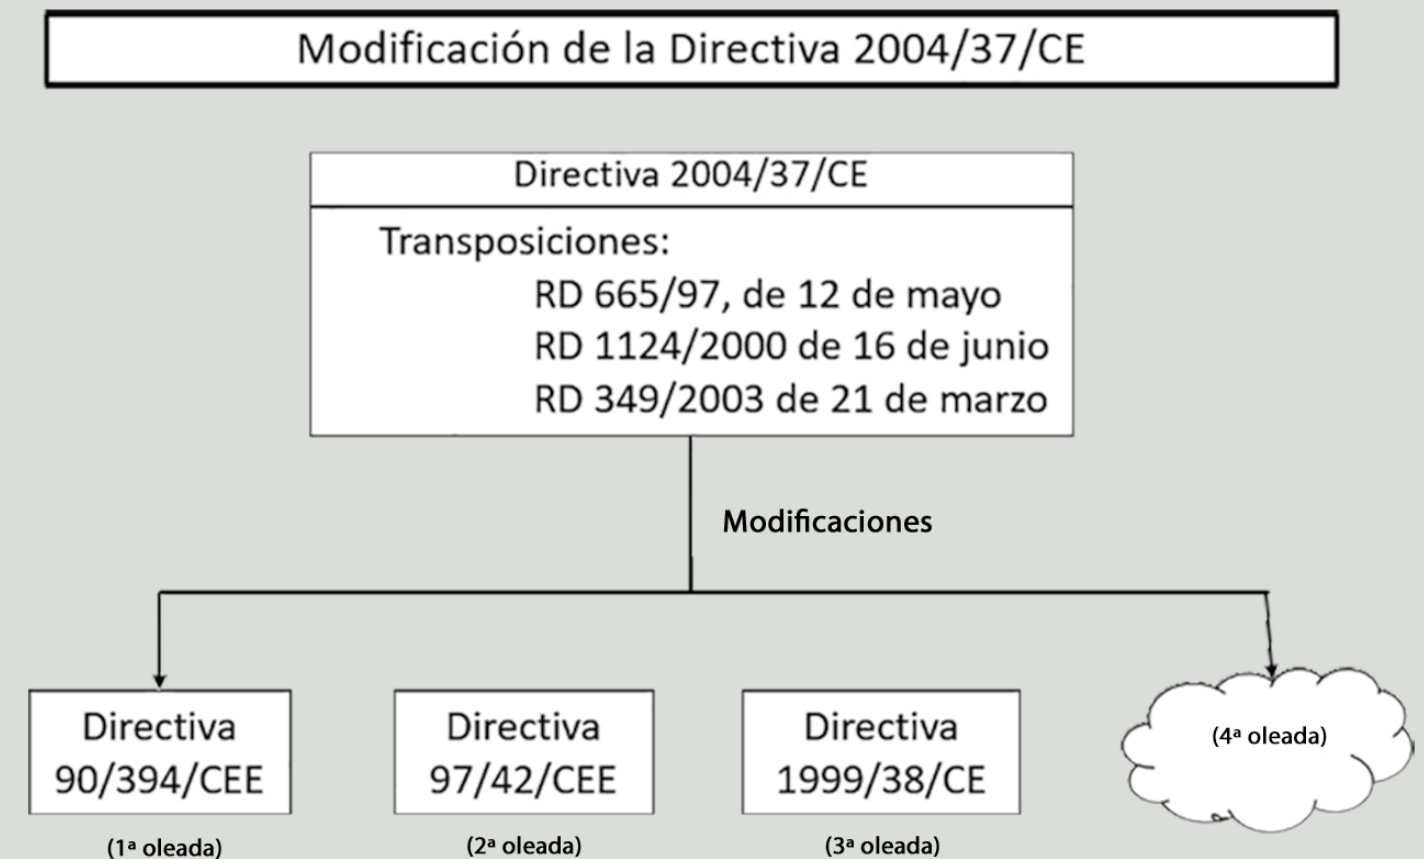 Modificación de la Directiva 2004/37/CE
Directiva 2004/37/CE
Transposiciones:
RD 665/97, de 12 de mayo
RD 1124/2000 de 16 de junio
RD 349/2003 de 21 de marzo
Modificaciones
Directiva
90/394/CEE
(1ª oleada)
Directiva
97/42/CEE
(2ª oleada)
Directiva
1999/38/CE
(3ª oleada)
(4ª oleada)